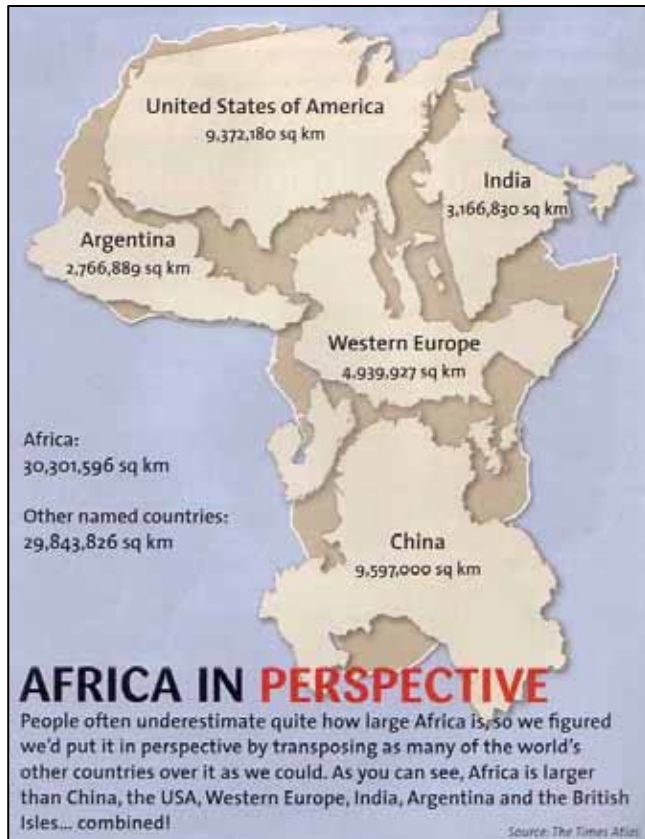 United States of America
9,372,180 sq km
India
3,166,830 sq km
Argentina
2,766,889 sq km
Western Europe
4,939,927 sq km
Africa:
30,301,596 sq km
Other named countries:
29,843,826 sq km
China
9,597,000 sq km
AFRICA IN PERSPECTIVE
People often underestimate quite how large Africa is, so we figured
we'd put it in perspective by transposing as many of the world's
other countries over it as we could. As you can see, Africa is larger
than China, the USA, Western Europe, India, Argentina and the British
Isles... combined!
Source: The Times Atlas